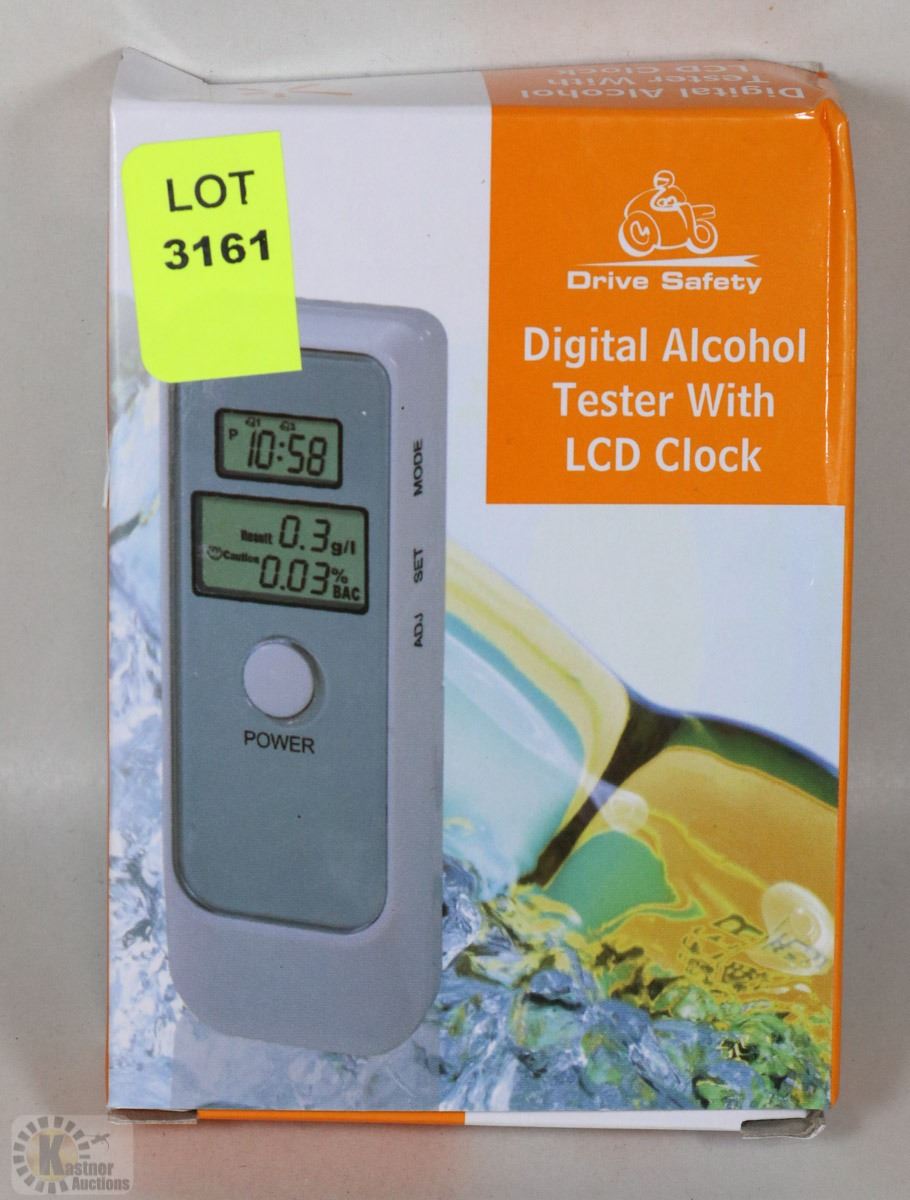 Digital Alcohol
Tester With
LCD Clock
LOT
3161
Drive Safety
Digital Alcohol
Tester With
LCD Clock
P 10:58
MODE
Result 0.3 g/l
Caution 0.03 % BAC
SET
ADJ
POWER
Kastner
Auctions